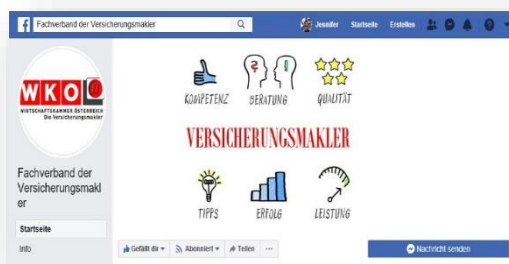 Fachverband der Versicherungsmakler
Jennifer Startseite Erstellen
WKO
WIRTSCHAFTSKAMMER ÖSTERREICH
Die Versicherungsmakler
KOMPETENZ BERATUNG QUALITÄT
VERSICHERUNGSMAKLER
TIPPS ERFOLG LEISTUNG
Fachverband der
Versicherungsmakl
er
Startseite
Info
Gefällt dir Abonniert Teilen ...
Nachricht senden